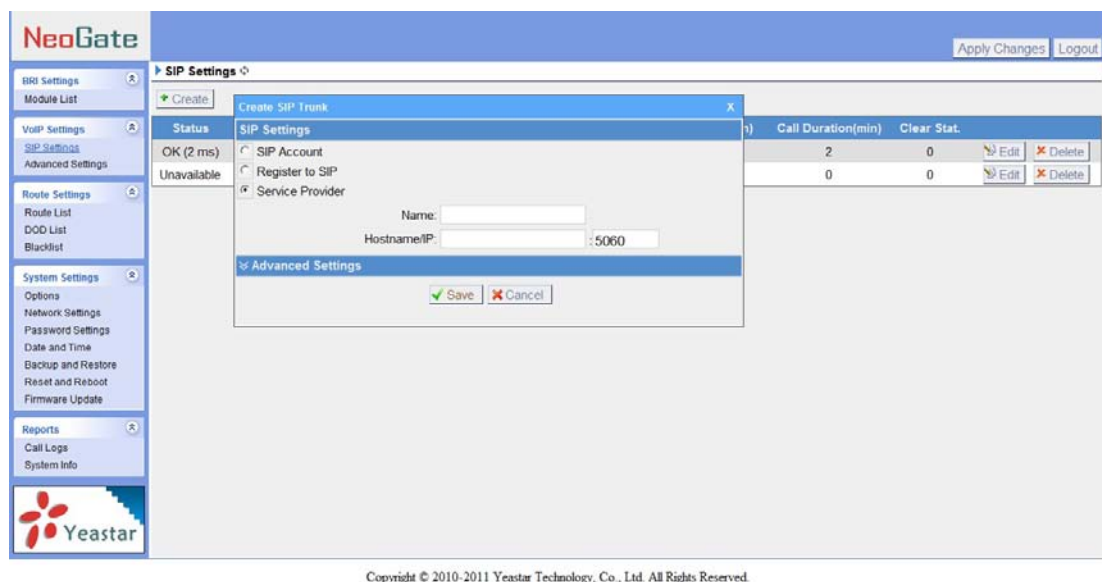 NeoGate
Apply Changes Logout
BRI Settings
Module List
VoIP Settings
SIP Settings
Advanced Settings
Route Settings
Route List
DOD List
Blacklist
System Settings
Options
Network Settings
Password Settings
Date and Time
Backup and Restore
Reset and Reboot
Firmware Update
Reports
Call Logs
System Info
Yeastar
SIP Settings
Create
Status Call Duration(min) Clear Stat.
OK (2 ms) 2 0 Edit Delete
Unavailable 0 0 Edit Delete
Create SIP Trunk X
SIP Settings
SIP Account
Register to SIP
Service Provider
Name:
Hostname/IP: :5060
Advanced Settings
Save Cancel
Copyright © 2010-2011 Yeastar Technology, Co., Ltd. All Rights Reserved.